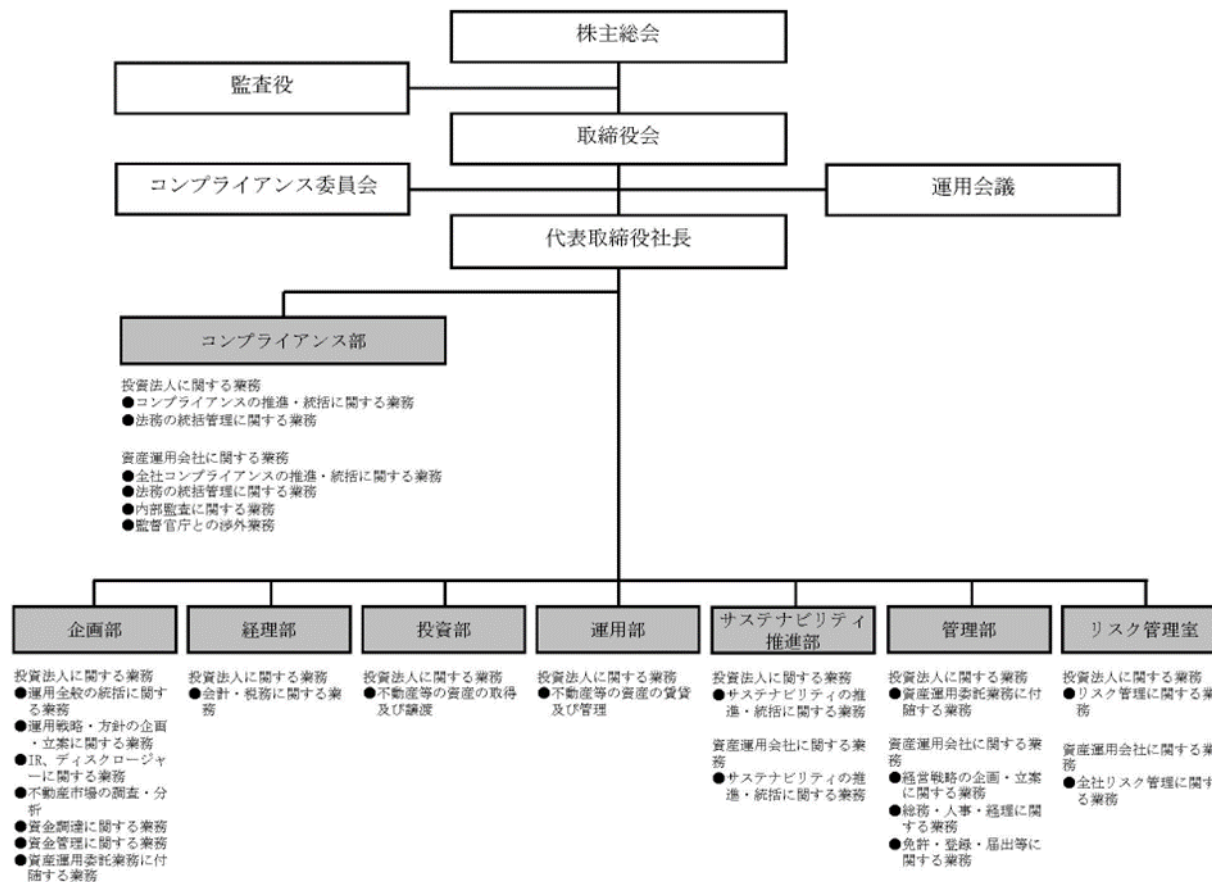 株主総会
監査役
取締役会
コンプライアンス委員会
運用会議
代表取締役社長
コンプライアンス部
投資法人に関する業務
●コンプライアンスの推進・統括に関する業務
●法務の統括管理に関する業務
資産運用会社に関する業務
●全社コンプライアンスの推進・統括に関する業務
●法務の統括管理に関する業務
●内部監査に関する業務
●監督官庁との渉外業務
企画部
投資法人に関する業務
●運用全般の統括に関す
る業務
●運用戦略・方針の企画
・立案に関する業務
●IR、ディスクロージャ
ーに関する業務
●不動産市場の調査・分
析
●資金調達に関する業務
●資金管理に関する業務
●資産運用委託業務に付
随する業務
経理部
投資法人に関する業務
●会計・税務に関する業
務
投資部
投資法人に関する業務
●不動産等の資産の取得
及び譲渡
運用部
投資法人に関する業務
●不動産等の資産の賃貸
及び管理
サステナビリティ
推進部
投資法人に関する業務
●サステナビリティの推
進・統括に関する業務
資産運用会社に関する業
務
●サステナビリティの推
進・統括に関する業務
管理部
投資法人に関する業務
●資産運用委託業務に付
随する業務
資産運用会社に関する業
務
●経営戦略の企画・立案
に関する業務
●総務・人事・経理に関
する業務
●免許・登録・届出等に
関する業務
リスク管理室
投資法人に関する業務
●リスク管理に関する業
務
資産運用会社に関する業
務
●全社リスク管理に関す
る業務